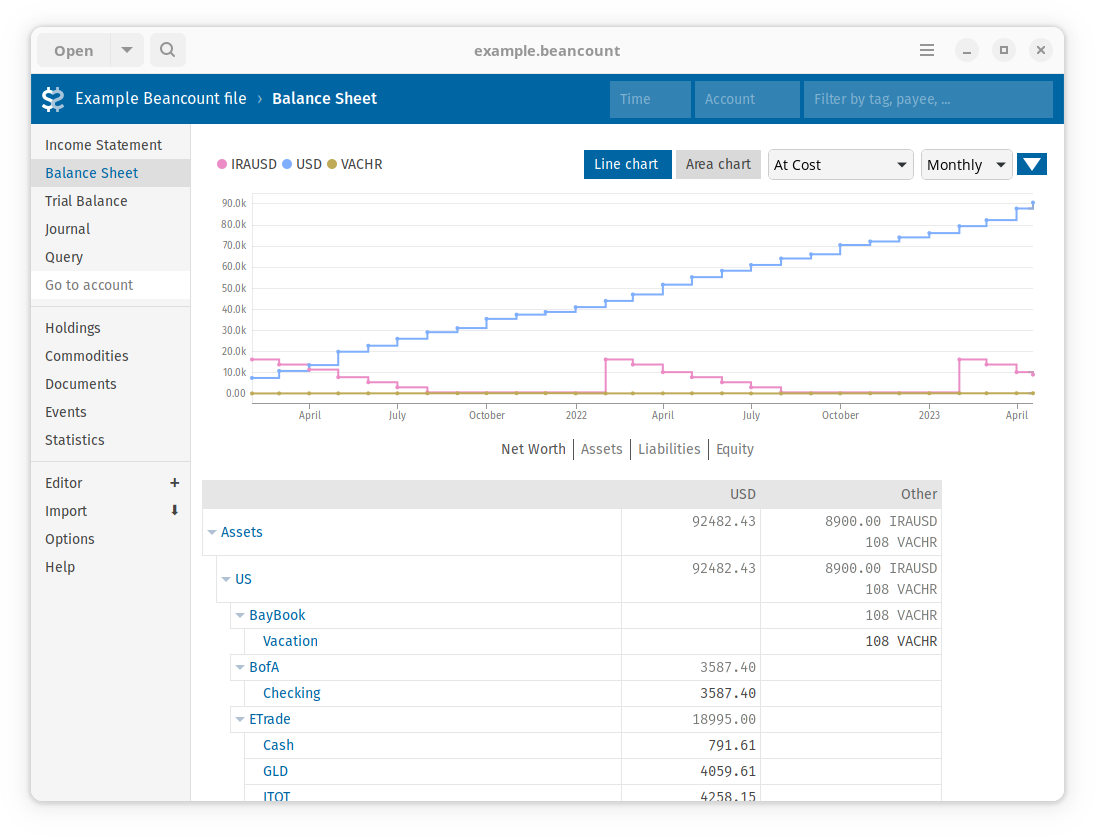 Open
example.beancount
Example Beancount file › Balance Sheet
Time
Account
Filter by tag, payee, ...
Income Statement
Balance Sheet
Trial Balance
Journal
Query
Go to account
Holdings
Commodities
Documents
Events
Statistics
Editor +
Import
Options
Help
IRAUSD USD VACHR
Line chart
Area chart
At Cost
Monthly
90.0k
80.0k
70.0k
60.0k
50.0k
40.0k
30.0k
20.0k
10.0k
0.00
April July October 2022 April July October 2023 April
Net Worth Assets Liabilities Equity
USD Other
Assets 92482.43 8900.00 IRAUSD
108 VACHR
US 92482.43 8900.00 IRAUSD
108 VACHR
BayBook 108 VACHR
Vacation 108 VACHR
BofA 3587.40
Checking 3587.40
ETrade 18995.00
Cash 791.61
GLD 4059.61
ITOT 4258.15